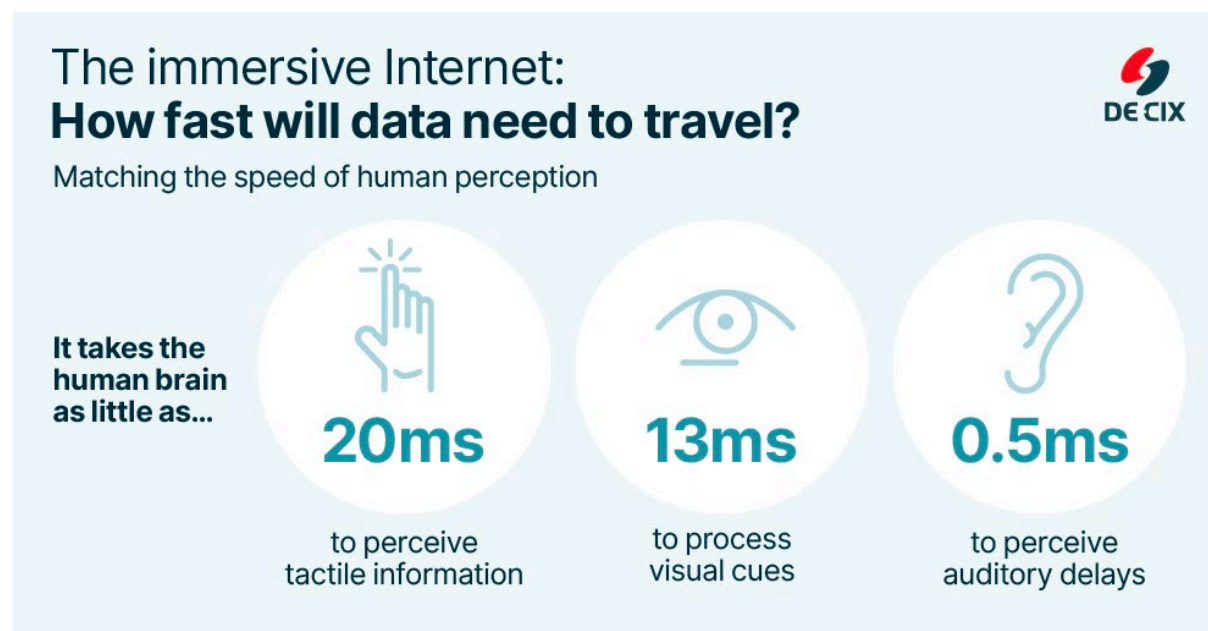 The immersive Internet:
How fast will data need to travel?
DE CIX
Matching the speed of human perception
It takes the
human brain
as little as...
20ms
to perceive
tactile information
13ms
to process
visual cues
0.5ms
to perceive
auditory delays